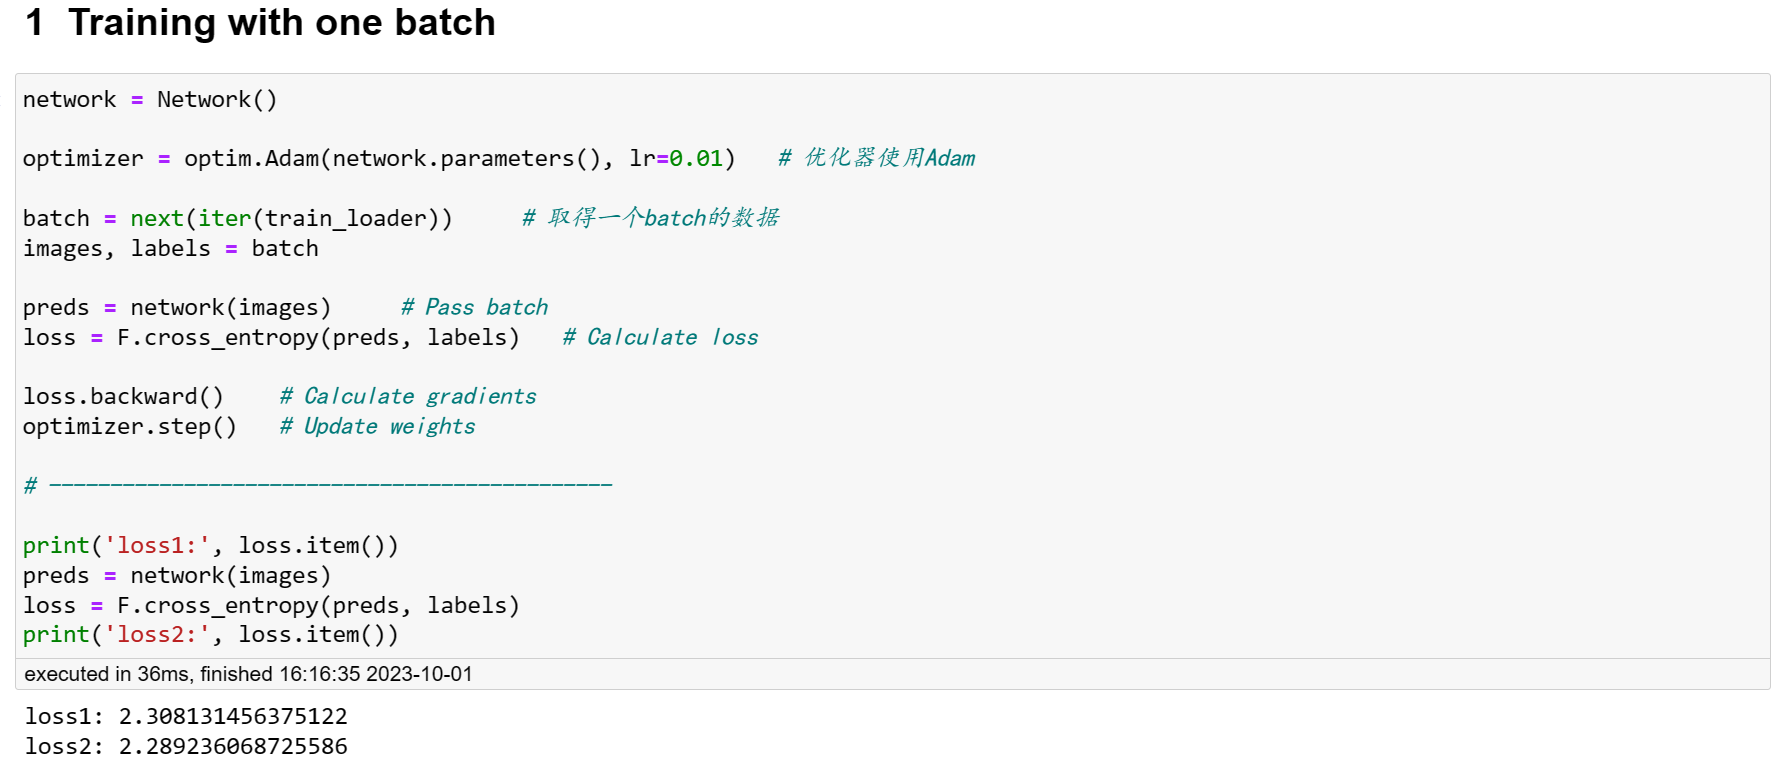 1 Training with one batch
network = Network()
optimizer = optim.Adam(network.parameters(), lr=0.01)   # 优化器使用Adam
batch = next(iter(train_loader))     # 取得一个batch的数据
images, labels = batch
preds = network(images)     # Pass batch
loss = F.cross_entropy(preds, labels)   # Calculate loss
loss.backward()    # Calculate gradients
optimizer.step()   # Update weights
# ----------------------------------------------
print('loss1:', loss.item())
preds = network(images)
loss = F.cross_entropy(preds, labels)
print('loss2:', loss.item())
executed in 36ms, finished 16:16:35 2023-10-01
loss1: 2.308131456375122
loss2: 2.289236068725586